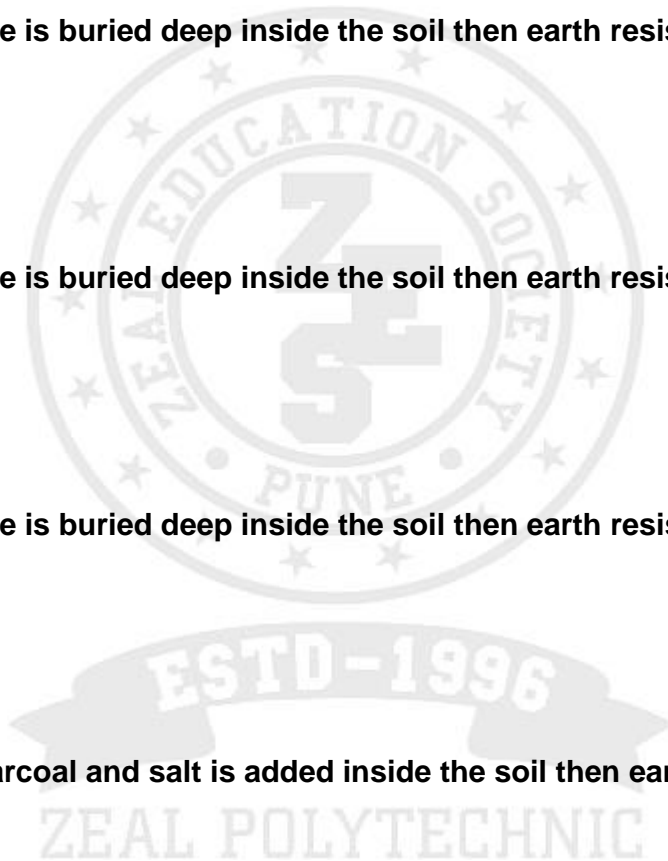 e is buried deep inside the soil then earth resis
ZEAL EDUCATION SOCIETY
ZES
e is buried deep inside the soil then earth resis
PUNE
e is buried deep inside the soil then earth resis
ESTD-1996
arcoal and salt is added inside the soil then ear
ZEAL POLYTECHNIC